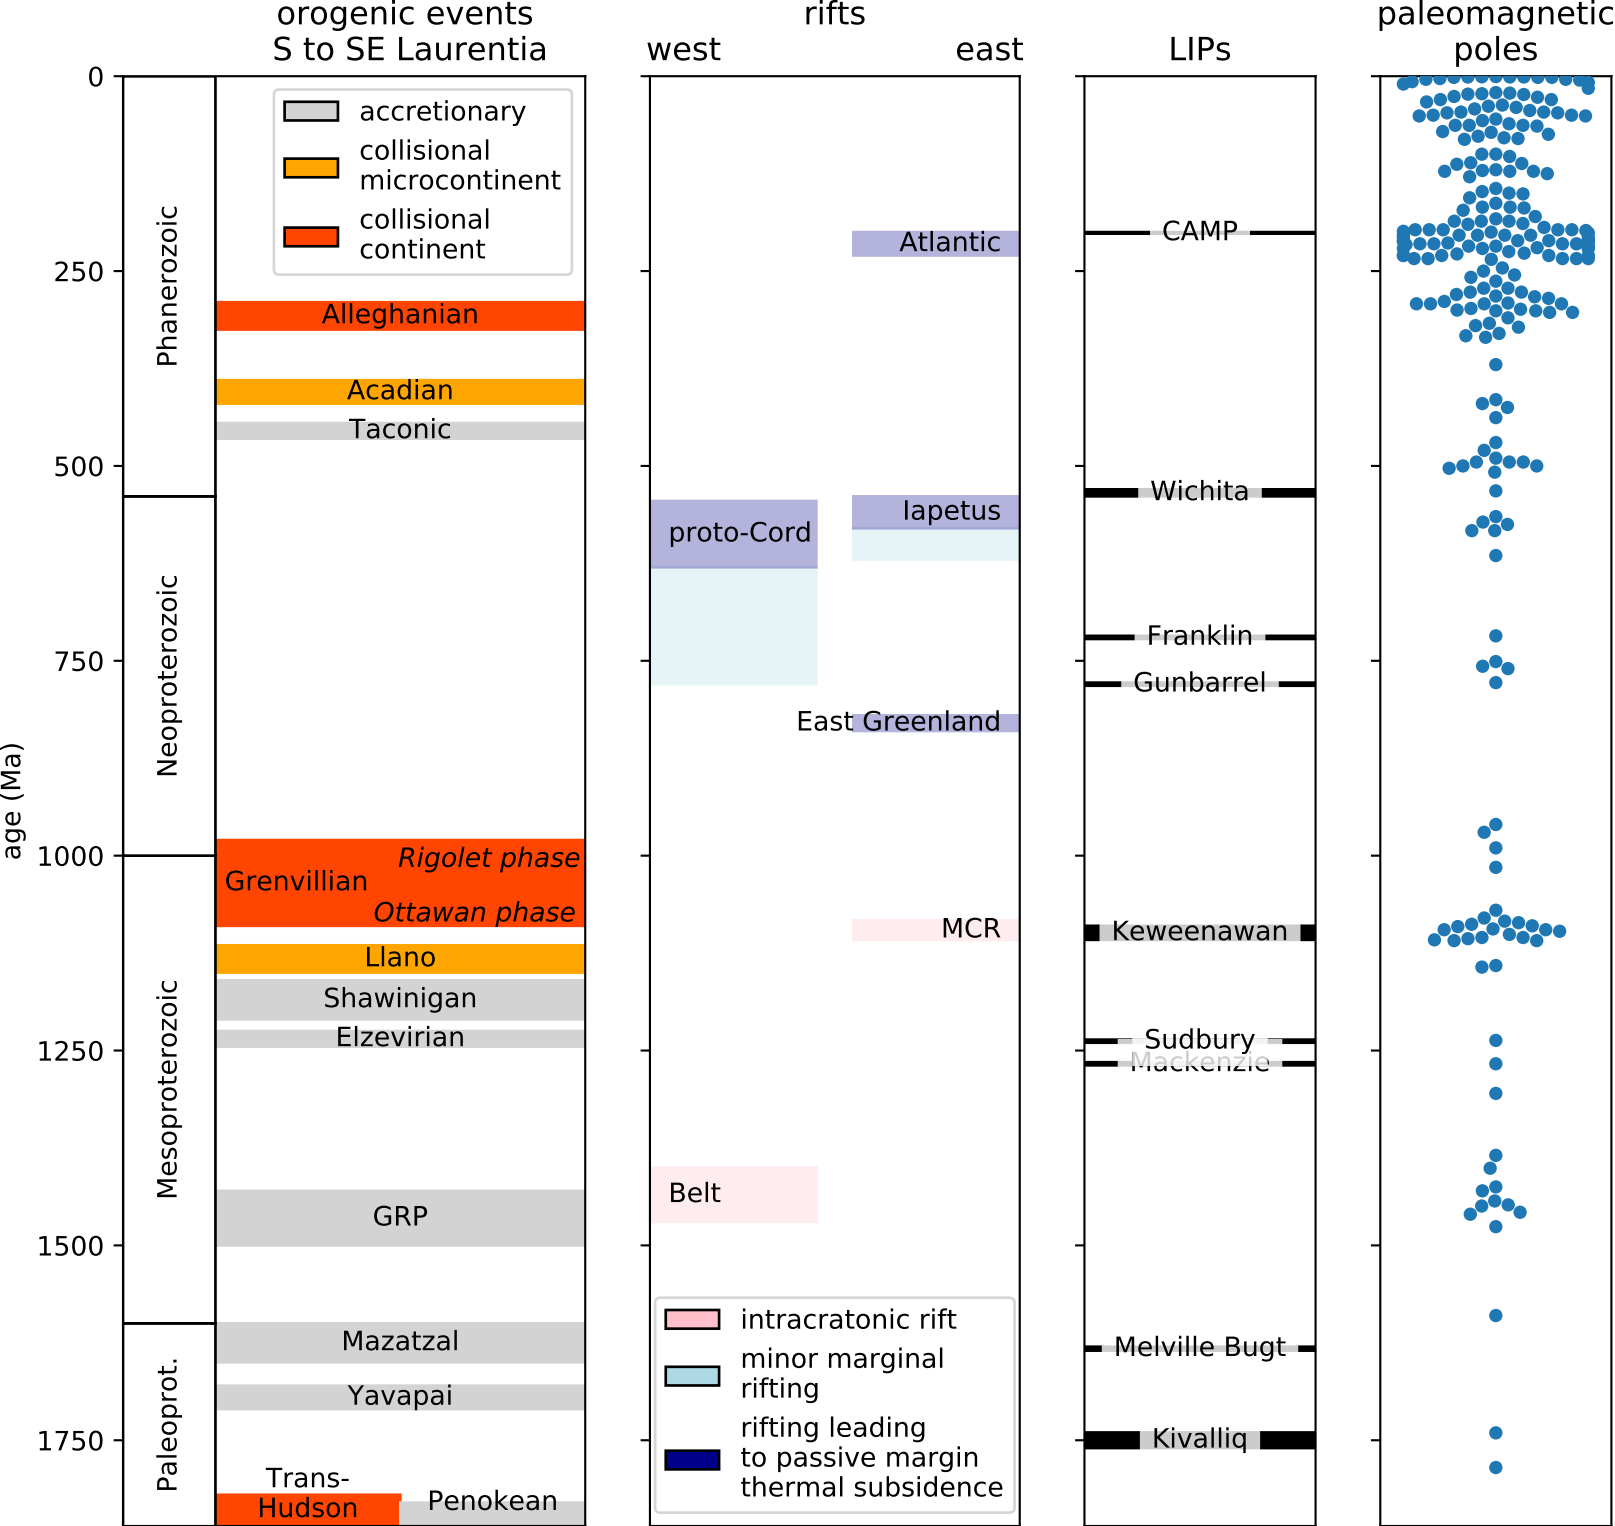 orogenic events
S to SE Laurentia
rifts
west
east
LIPs
paleomagnetic
poles
age (Ma)
0
250
500
750
1000
1250
1500
1750
Phanerozoic
Neoproterozoic
Mesoproterozoic
Paleoprot.
accretionary
collisional
microcontinent
collisional
continent
Alleghanian
Acadian
Taconic
Rigolet phase
Grenvillian
Ottawan phase
Llano
Shawinigan
Elzevirian
GRP
Mazatzal
Yavapai
Trans-
Hudson
Penokean
Atlantic
Iapetus
proto-Cord
East Greenland
MCR
Belt
intracratonic rift
minor marginal
rifting
rifting leading
to passive margin
thermal subsidence
CAMP
Wichita
Franklin
Gunbarrel
Keweenawan
Sudbury
Mackenzie
Melville Bugt
Kivalliq